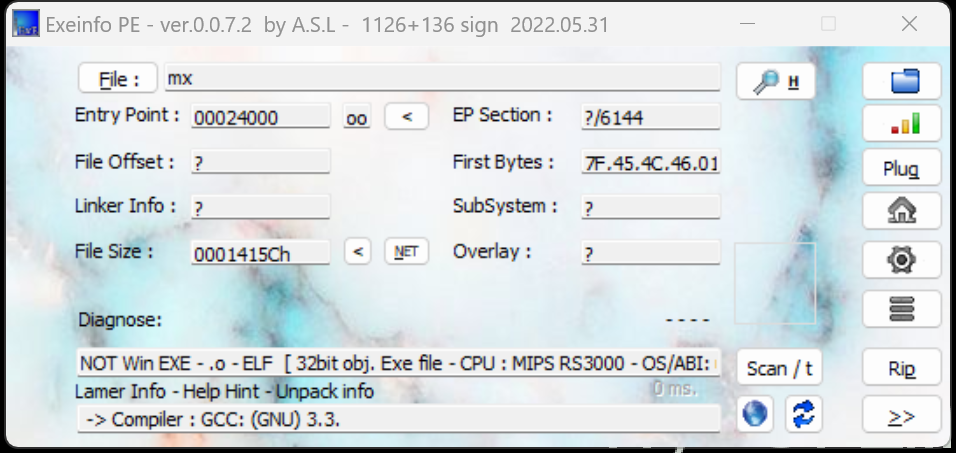 Exeinfo PE - ver.0.0.7.2 by A.S.L - 1126+136 sign 2022.05.31
File : mx H
Entry Point : 00024000 oo < EP Section : ?/6144
File Offset : ? First Bytes : 7F.45.4C.46.01 Plug
Linker Info : ? SubSystem : ?
File Size : 0001415Ch < NET Overlay : ?
Diagnose: - - - -
NOT Win EXE - .o - ELF [ 32bit obj. Exe file - CPU : MIPS RS3000 - OS/ABI: Scan / t Rip
Lamer Info - Help Hint - Unpack info 0 ms.
-> Compiler : GCC: (GNU) 3.3. >>